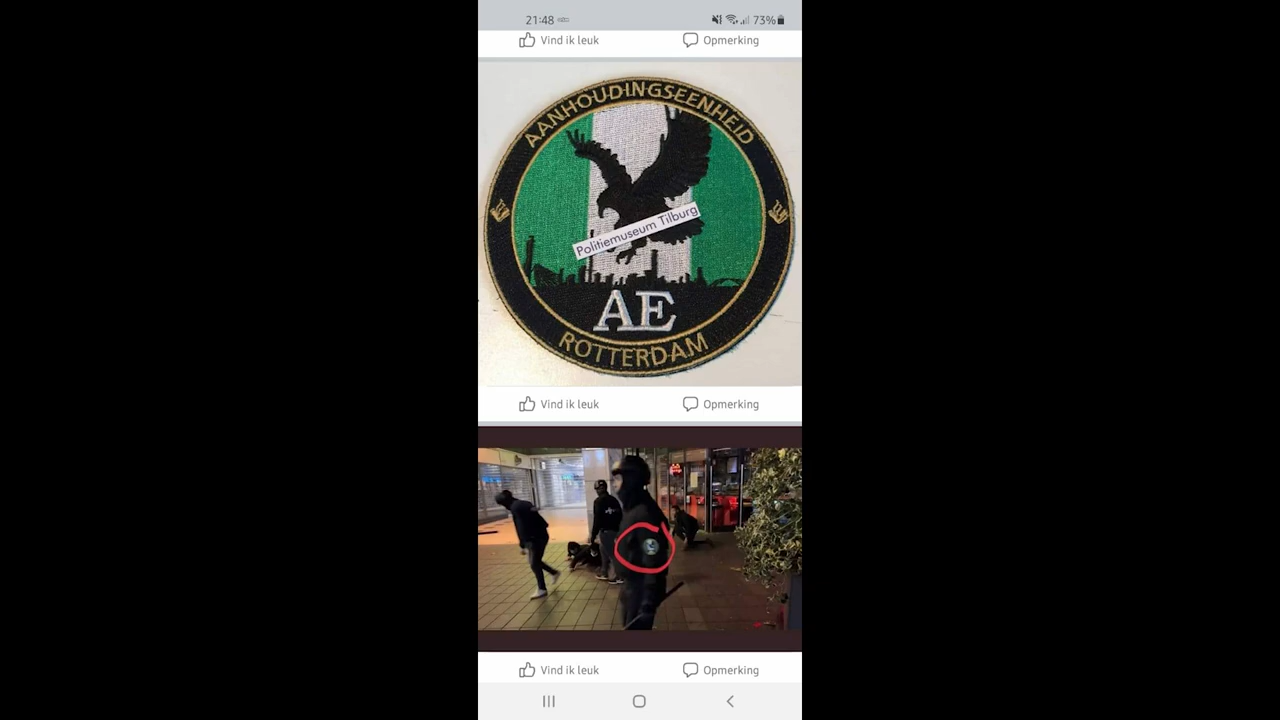 21:48
73%
Vind ik leuk
Opmerking
AANHOUDINGSEENHEID
Politiemuseum Tilburg
AE
ROTTERDAM
Vind ik leuk
Opmerking
Vind ik leuk
Opmerking